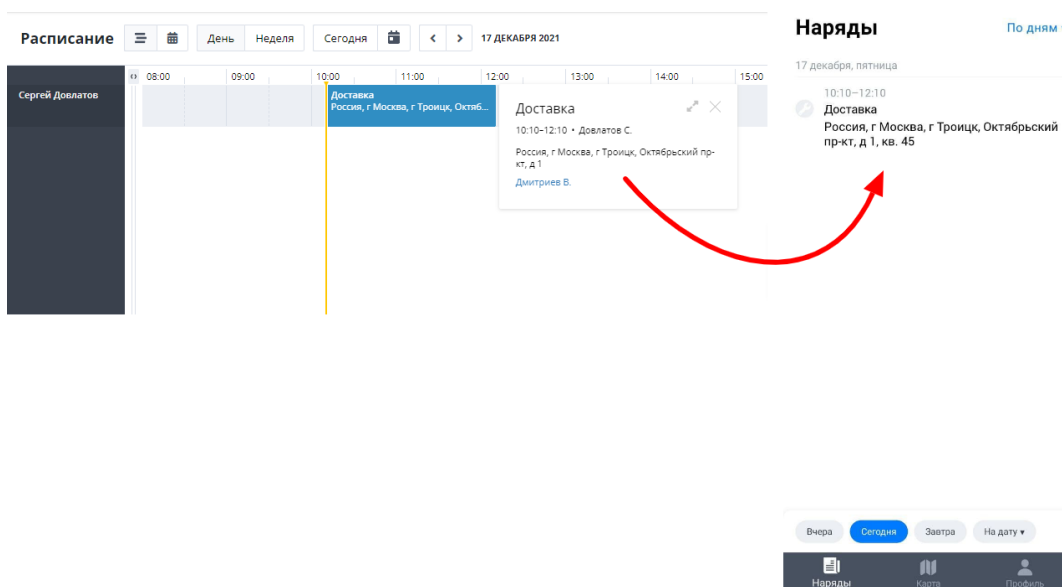 Расписание
День Неделя
Сегодня
17 ДЕКАБРЯ 2021
08:00 09:00 10:00 11:00 12:00 13:00 14:00 15:00
Сергей Довлатов
Доставка
Россия, г Москва, г Троицк, Октяб...
Доставка
10:10–12:10 • Довлатов С.
Россия, г Москва, г Троицк, Октябрьский пр-
кт, д 1
Дмитриев В.
Наряды
По дням
17 декабря, пятница
10:10–12:10
Доставка
Россия, г Москва, г Троицк, Октябрьский
пр-кт, д 1, кв. 45
Вчера Сегодня Завтра На дату ▾
Наряды Карта Профиль